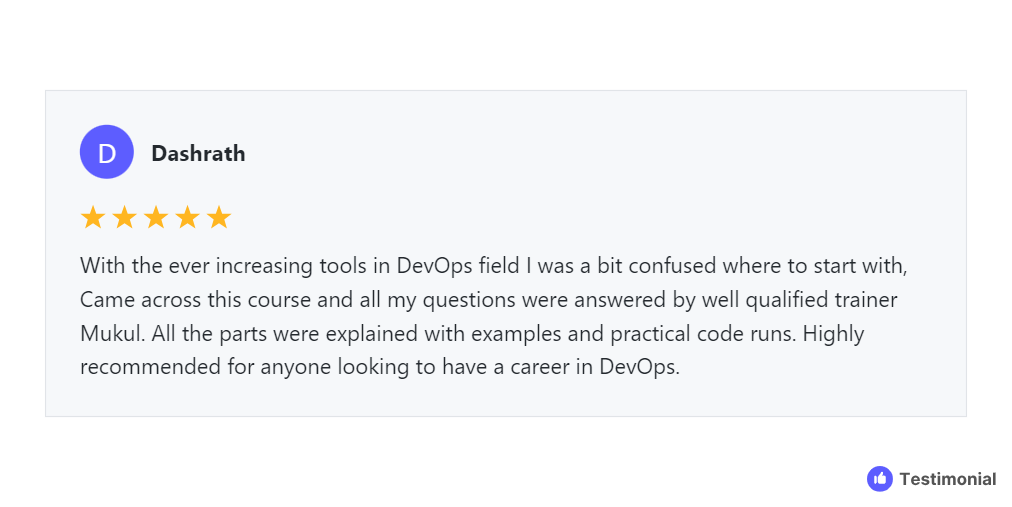 D
Dashrath
With the ever increasing tools in DevOps field I was a bit confused where to start with,
Came across this course and all my questions were answered by well qualified trainer
Mukul. All the parts were explained with examples and practical code runs. Highly
recommended for anyone looking to have a career in DevOps.
Testimonial